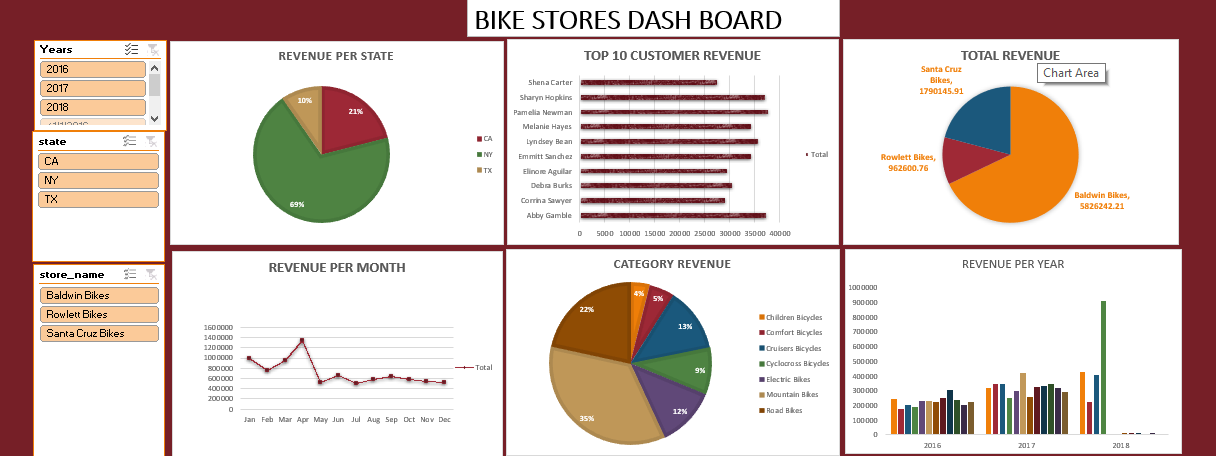 BIKE STORES DASH BOARD
Years
2016
2017
2018
state
CA
NY
TX
store_name
Baldwin Bikes
Rowlett Bikes
Santa Cruz Bikes
REVENUE PER STATE
10%
21%
69%
CA
NY
TX
TOP 10 CUSTOMER REVENUE
Shena Carter
Sharyn Hopkins
Pamelia Newman
Melanie Hayes
Lyndsey Bean
Emmitt Sanchez
Elinore Aguilar
Debra Burks
Corrina Sawyer
Abby Gamble
0 5000 10000 15000 20000 25000 30000 35000 40000
Total
TOTAL REVENUE
Chart Area
Santa Cruz
Bikes,
1790145.91
Rowlett Bikes,
962600.76
Baldwin Bikes,
5826242.21
REVENUE PER MONTH
1600000
1400000
1200000
1000000
800000
600000
400000
200000
0
Jan Feb Mar Apr May Jun Jul Aug Sep Oct Nov Dec
Total
CATEGORY REVENUE
4%
5%
13%
9%
12%
35%
22%
Children Bicycles
Comfort Bicycles
Cruisers Bicycles
Cyclocross Bicycles
Electric Bikes
Mountain Bikes
Road Bikes
REVENUE PER YEAR
1000000
900000
800000
700000
600000
500000
400000
300000
200000
100000
0
2016 2017 2018